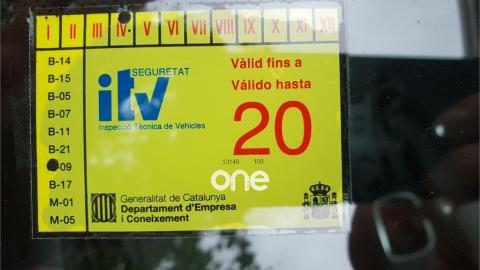 I II III IV V VI VII VIII IX X XI XII
B-14
B-15
B-05
B-07
B-11
B-21
-09
B-17
M-01
M-05
SEGURETAT
itv
Inspecció Tècnica de Vehicles
Vàlid fins a
Válido hasta
20
13140 100
one
Generalitat de Catalunya
Departament d'Empresa
i Coneixement